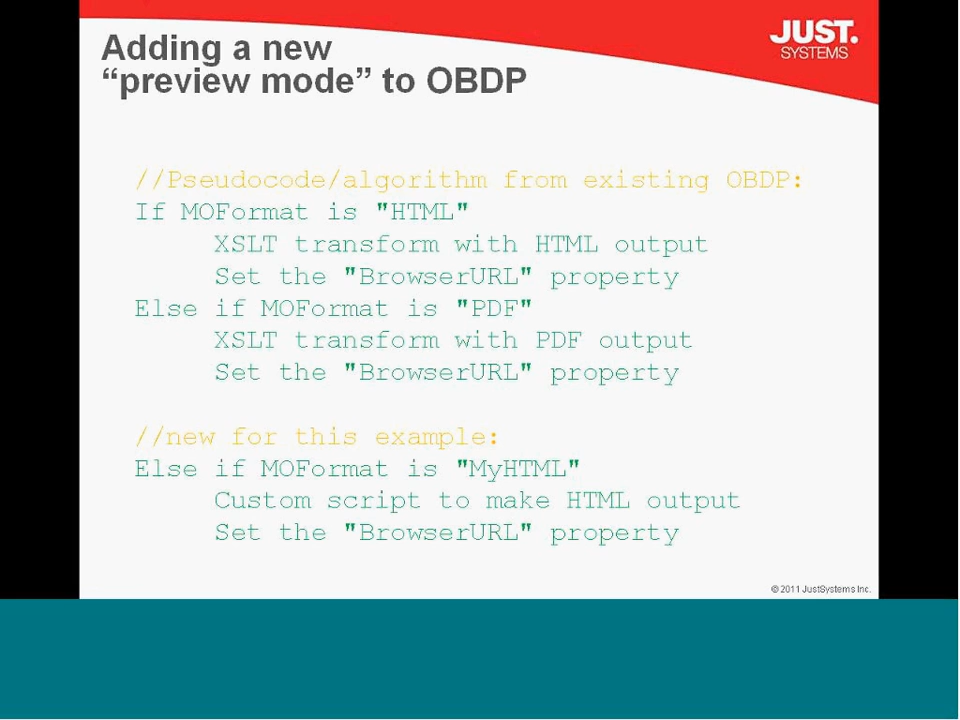 JUST.
SYSTEMS
Adding a new
“preview mode” to OBDP
//Pseudocode/algorithm from existing OBDP:
If MOFormat is "HTML"
XSLT transform with HTML output
Set the "BrowserURL" property
Else if MOFormat is "PDF"
XSLT transform with PDF output
Set the "BrowserURL" property
//new for this example:
Else if MOFormat is "MyHTML"
Custom script to make HTML output
Set the "BrowserURL" property
© 2011 JustSystems Inc.